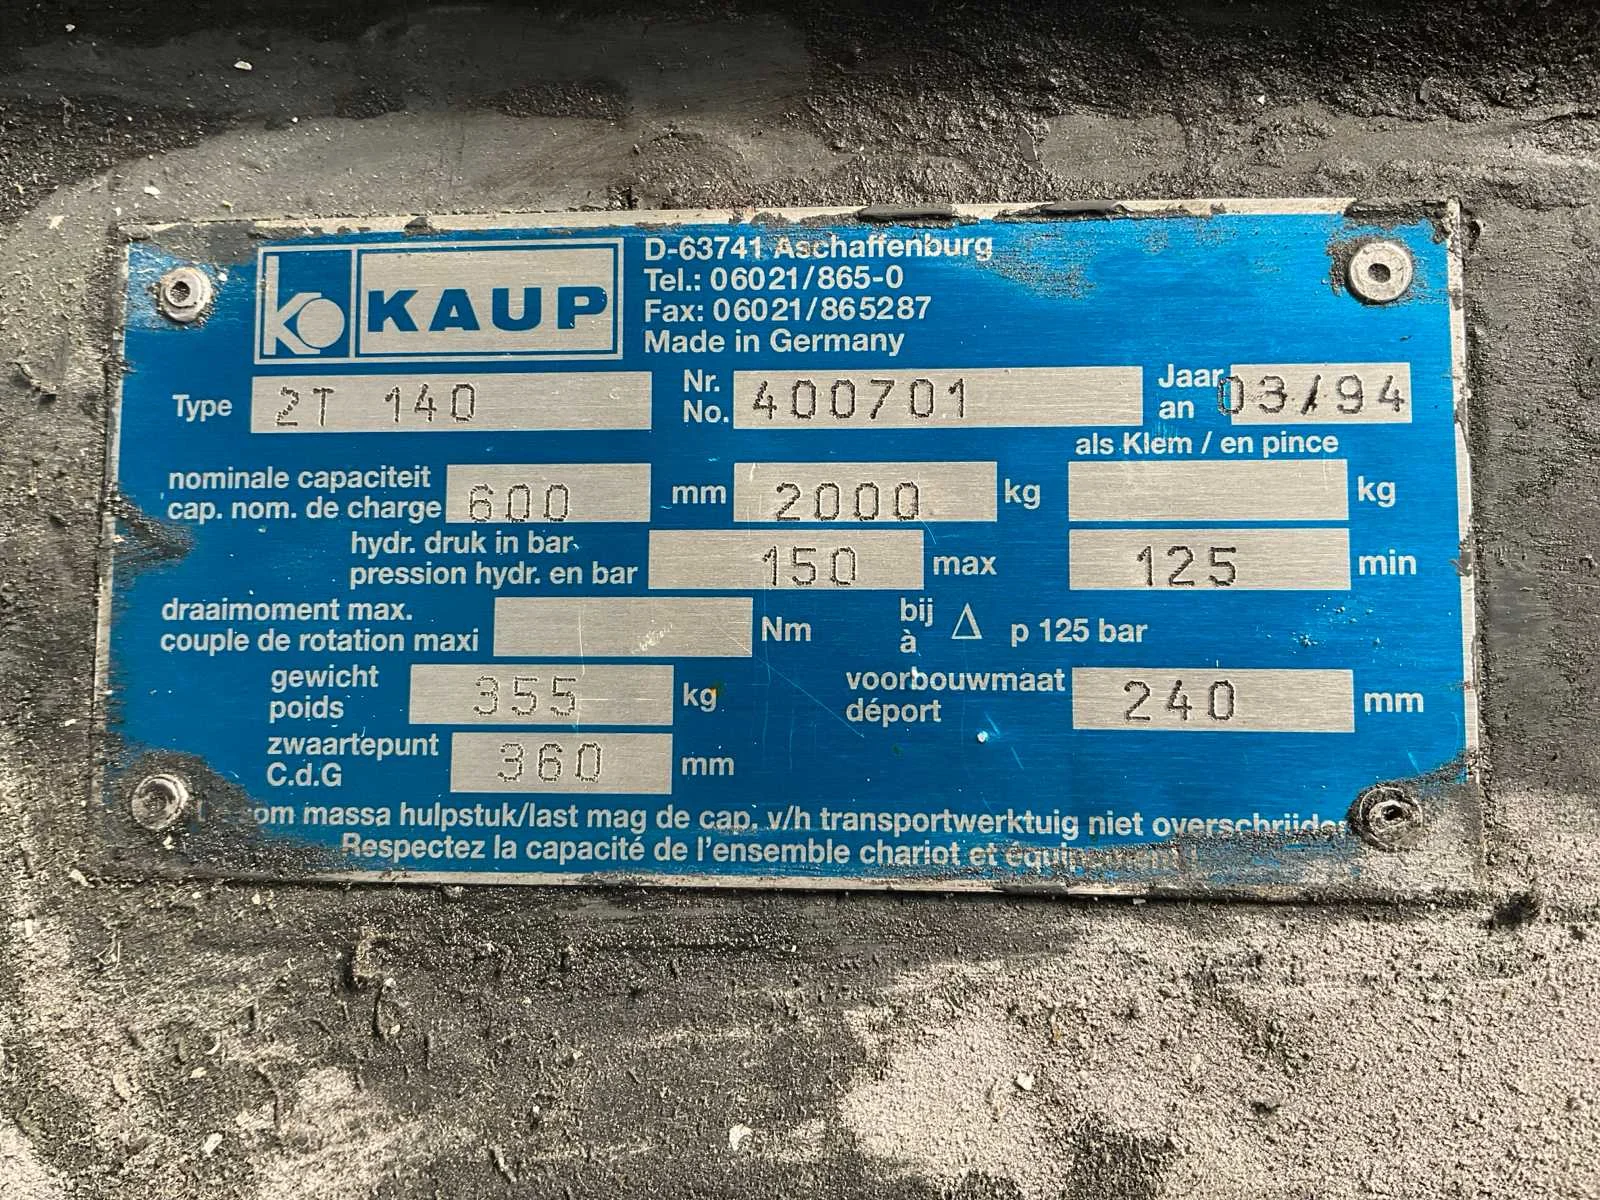 KAUP
D-63741 Aschaffenburg
Tel.: 06021/865-0
Fax: 06021/865287
Made in Germany
Type 2T 140 Nr. No. 400701 Jaar an 03/94
als Klem / en pince
nominale capaciteit
cap. nom. de charge 600 mm 2000 kg kg
hydr. druk in bar
pression hydr. en bar 150 max 125 min
draaimoment max.
couple de rotation maxi Nm bij à Δ p 125 bar
gewicht
poids 355 kg voorbouwmaat déport 240 mm
zwaartepunt
C.d.G 360 mm
om massa hulpstuk/last mag de cap. v/h transportwerktuig niet overschrijden
Respectez la capacité de l'ensemble chariot et équipement !